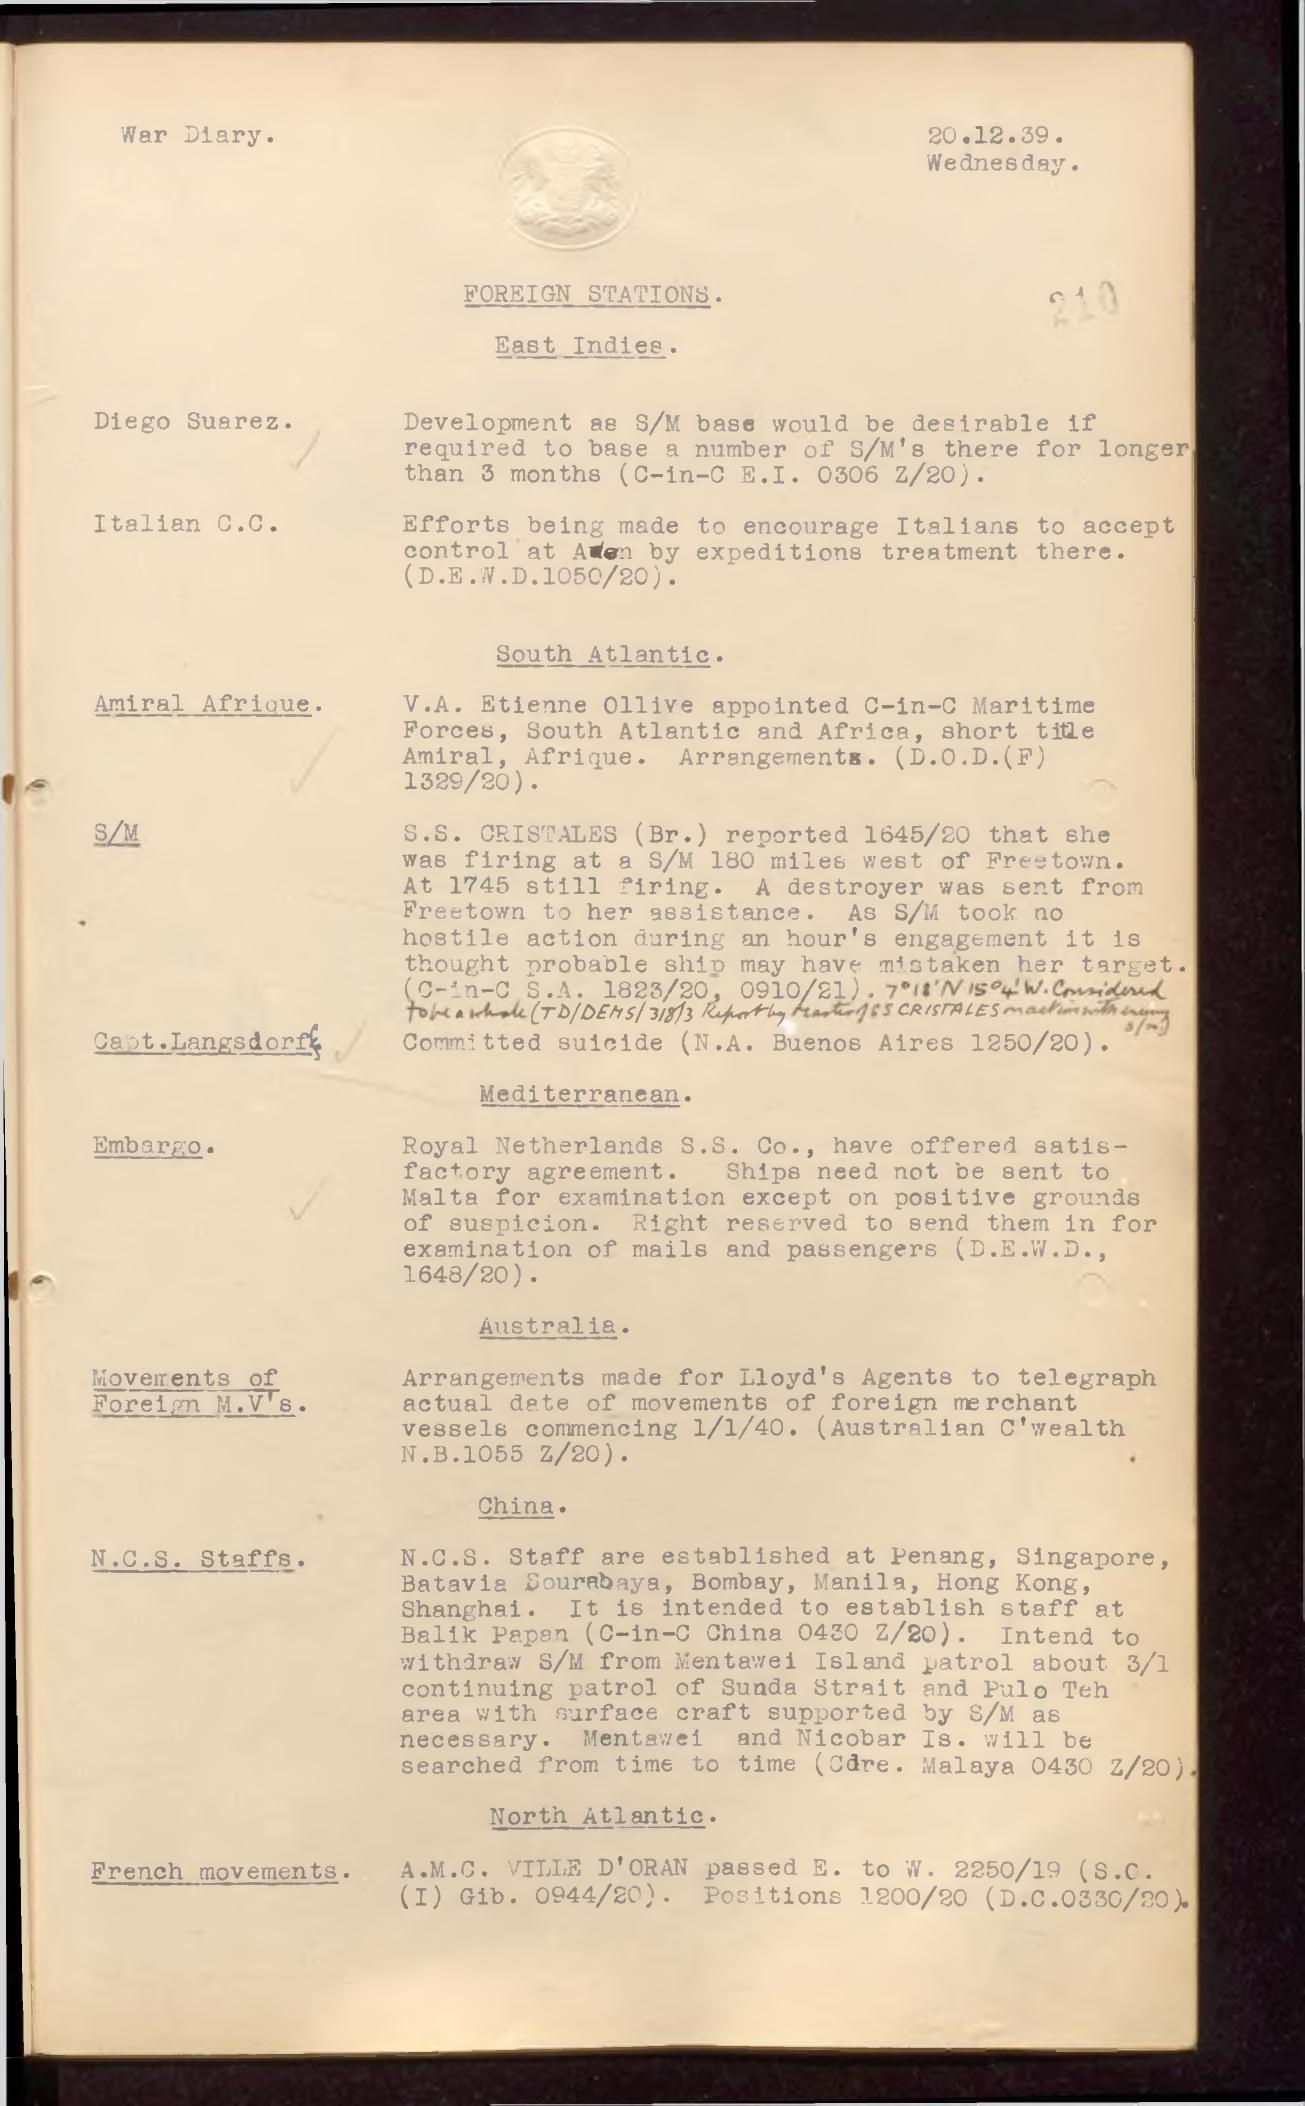 War Diary.
20.12.39.
Wednesday.
FOREIGN STATIONS.
210
East Indies.
Diego Suarez. Development as S/M base would be desirable if
required to base a number of S/M's there for longer
than 3 months (C-in-C E.I. 0306 Z/20).
Italian C.C. Efforts being made to encourage Italians to accept
control at Aden by expeditions treatment there.
(D.E.W.D.1050/20).
South Atlantic.
Amiral Afrique. V.A. Etienne Ollive appointed C-in-C Maritime
Forces, South Atlantic and Africa, short title
Amiral, Afrique. Arrangements. (D.O.D.(F)
1329/20).
S/M S.S. CRISTALES (Br.) reported 1645/20 that she
was firing at a S/M 180 miles west of Freetown.
At 1745 still firing. A destroyer was sent from
Freetown to her assistance. As S/M took no
hostile action during an hour's engagement it is
thought probable ship may have mistaken her target.
(C-in-C S.A. 1823/20, 0910/21). 7°18'N 15°04'W. Considered
to be a whale (TD/DEMS/318/3 Report by Master of SS CRISTALES on action with enemy
S/M)
Capt.Langsdorff Committed suicide (N.A. Buenos Aires 1250/20).
Mediterranean.
Embargo. Royal Netherlands S.S. Co., have offered satis-
factory agreement. Ships need not be sent to
Malta for examination except on positive grounds
of suspicion. Right reserved to send them in for
examination of mails and passengers (D.E.W.D.,
1648/20).
Australia.
Movements of Arrangements made for Lloyd's Agents to telegraph
Foreign M.V's. actual date of movements of foreign merchant
vessels commencing 1/1/40. (Australian C'wealth
N.B.1055 Z/20).
China.
N.C.S. Staffs. N.C.S. Staff are established at Penang, Singapore,
Batavia Sourabaya, Bombay, Manila, Hong Kong,
Shanghai. It is intended to establish staff at
Balik Papan (C-in-C China 0430 Z/20). Intend to
withdraw S/M from Mentawei Island patrol about 3/1
continuing patrol of Sunda Strait and Pulo Teh
area with surface craft supported by S/M as
necessary. Mentawei and Nicobar Is. will be
searched from time to time (Cdre. Malaya 0430 Z/20).
North Atlantic.
French movements. A.M.C. VILLE D'ORAN passed E. to W. 2250/19 (S.C.
(I) Gib. 0944/20). Positions 1200/20 (D.C.0330/20).